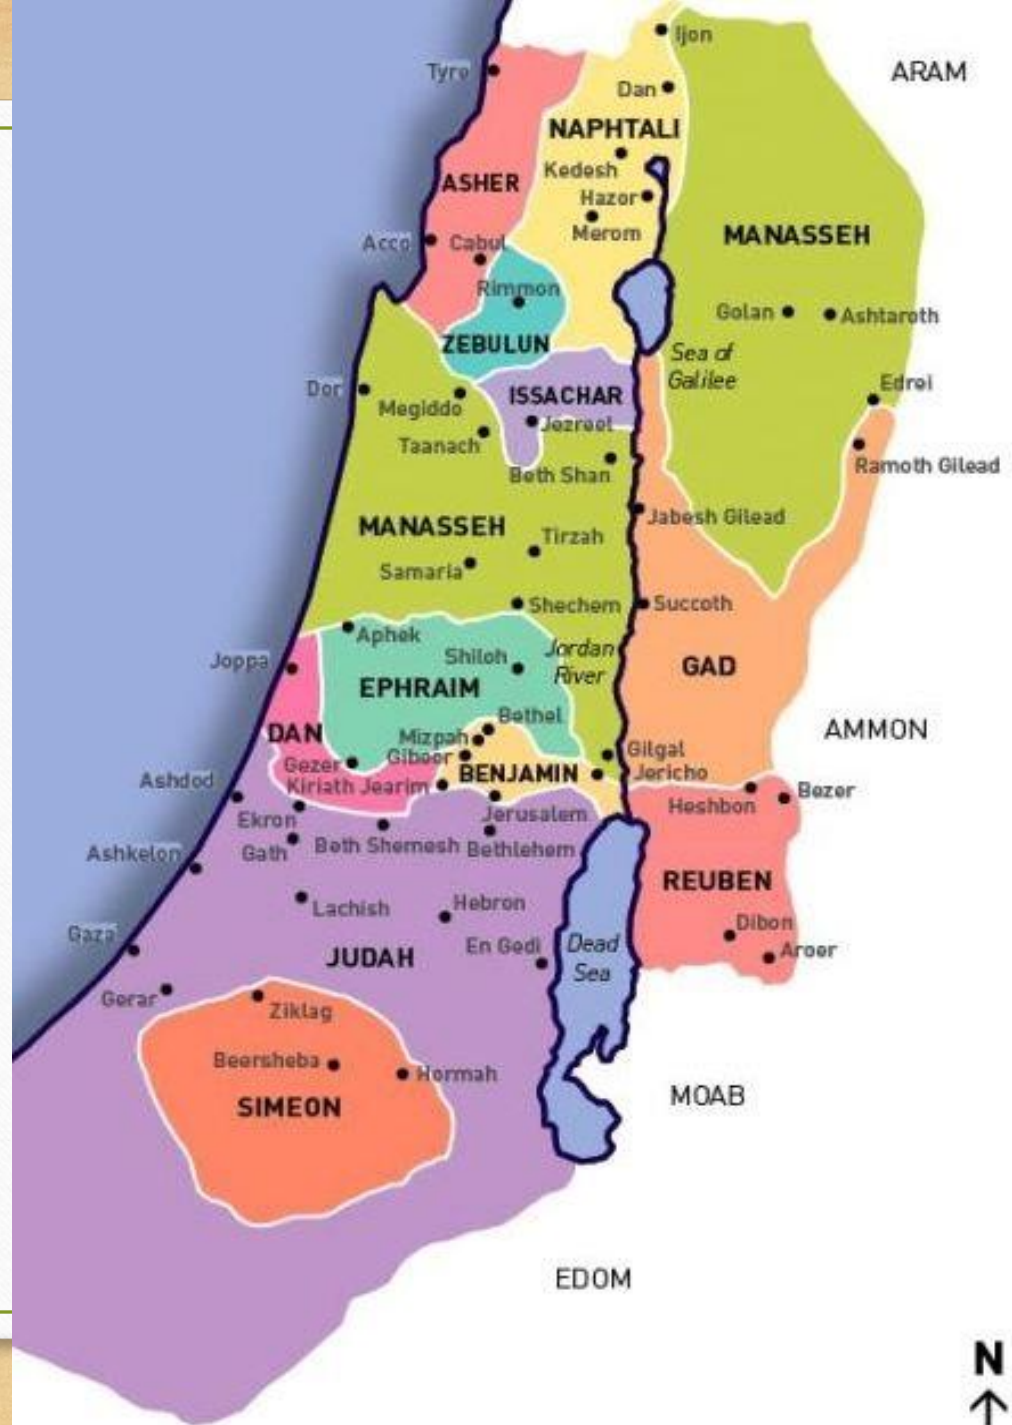 Ijon
Tyre
ARAM
Dan
NAPHTALI
Kedesh
ASHER
Hazor
Merom
MANASSEH
Acco
Cabul
Rimmon
Golan
Ashtaroth
ZEBULUN
Sea of
Galilee
Dor
ISSACHAR
Edrei
Megiddo
Jezreel
Taanach
Beth Shan
Ramoth Gilead
Jabesh Gilead
MANASSEH
Tirzah
Samaria
Shechem
Succoth
Aphek
Jordan
River
Joppa
Shiloh
GAD
EPHRAIM
Bethel
DAN
Mizpah
AMMON
Gibeor
Gilgal
Gezer
BENJAMIN
Jericho
Ashdod
Kiriath Jearim
Bezer
Heshbon
Ekron
Jerusalem
Ashkelon
Gath
Beth Shemesh
Bethlehem
REUBEN
Lachish
Hebron
Dibon
Gaza
JUDAH
En Gedi
Dead
Sea
Aroer
Gerar
Ziklag
Beersheba
Hormah
SIMEON
MOAB
EDOM
N